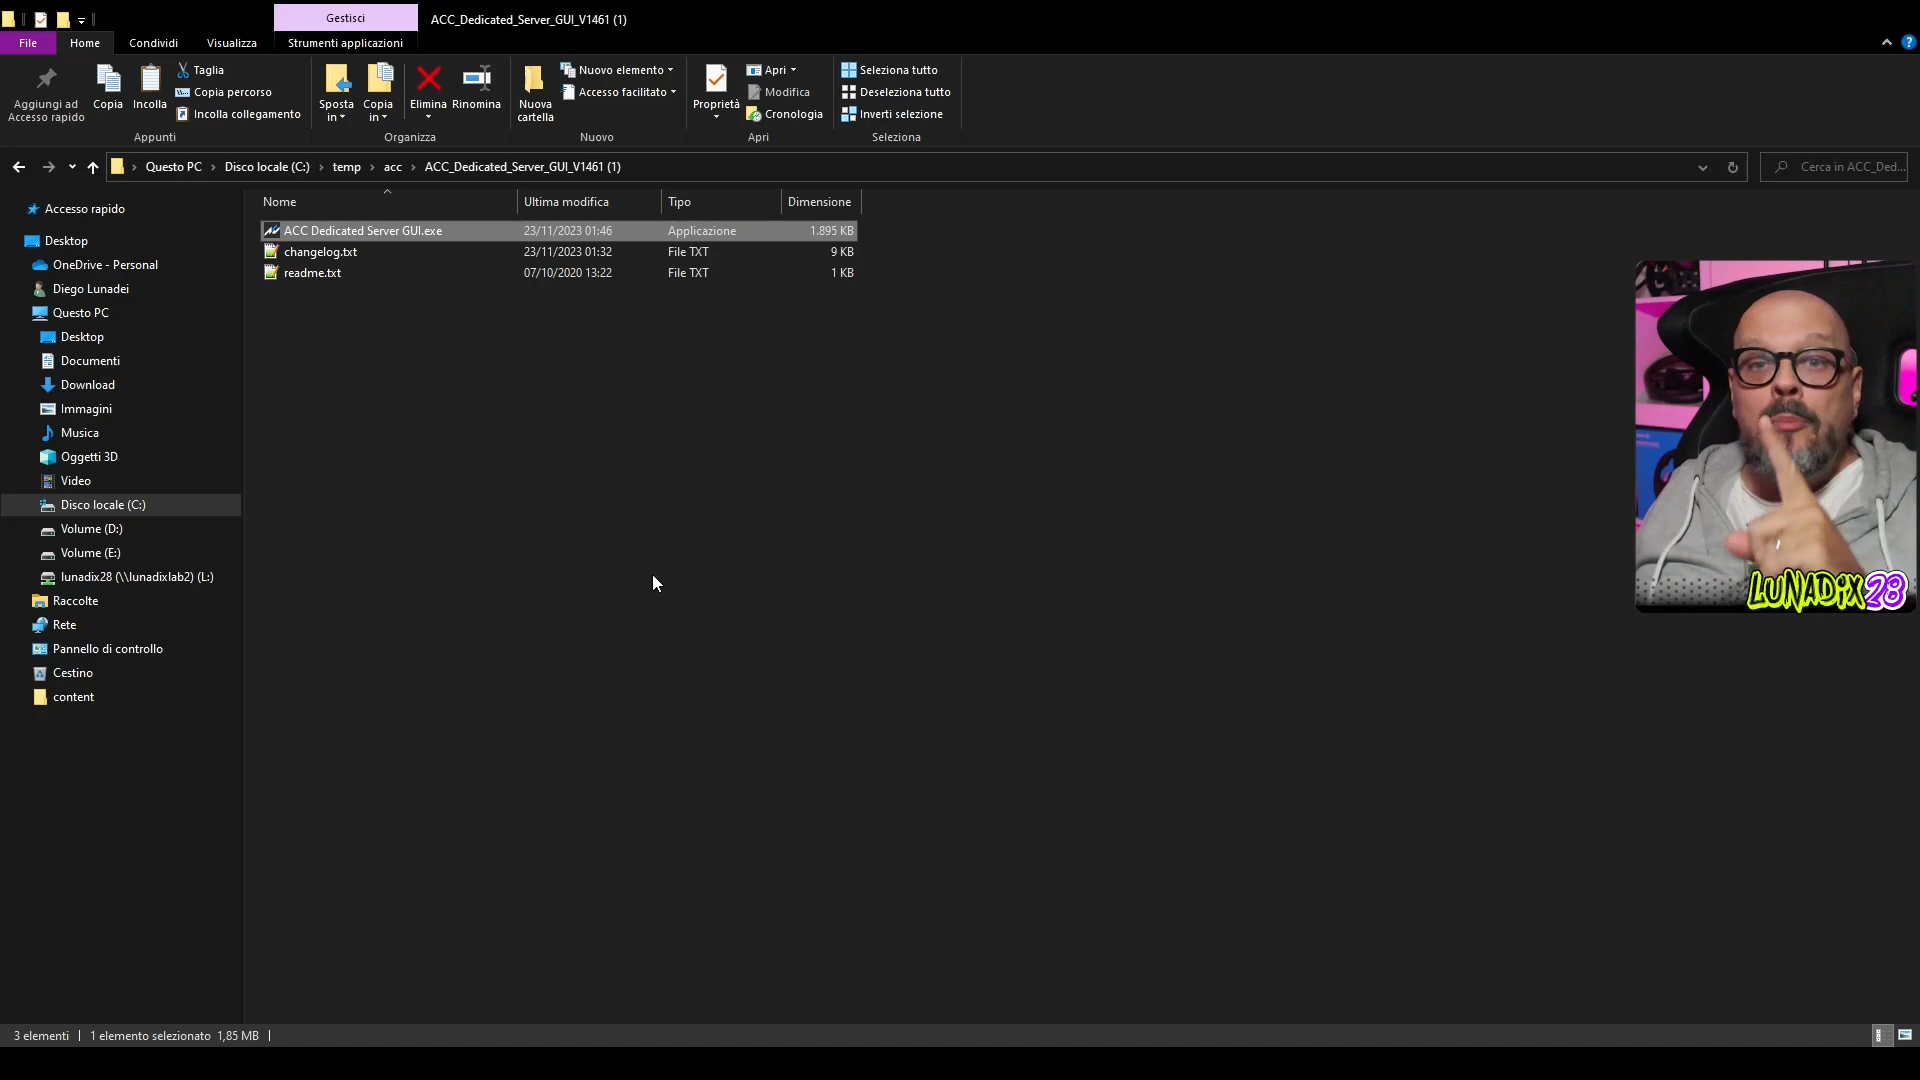 Gestisci
ACC_Dedicated_Server_GUI_V1461 (1)
File
Home
Condividi
Visualizza
Strumenti applicazioni
Aggiungi ad
Accesso rapido
Copia
Incolla
Taglia
Copia percorso
Incolla collegamento
Appunti
Sposta
in
Copia
in
Elimina
Rinomina
Organizza
Nuova
cartella
Nuovo elemento
Accesso facilitato
Nuovo
Proprietà
Apri
Modifica
Cronologia
Apri
Seleziona tutto
Deseleziona tutto
Inverti selezione
Seleziona
Questo PC
Disco locale (C:)
temp
acc
ACC_Dedicated_Server_GUI_V1461 (1)
Cerca in ACC_Ded...
Nome
Ultima modifica
Tipo
Dimensione
ACC Dedicated Server GUI.exe
23/11/2023 01:46
Applicazione
1.895 KB
changelog.txt
23/11/2023 01:32
File TXT
9 KB
readme.txt
07/10/2020 13:22
File TXT
1 KB
Accesso rapido
Desktop
OneDrive - Personal
Diego Lunadei
Questo PC
Desktop
Documenti
Download
Immagini
Musica
Oggetti 3D
Video
Disco locale (C:)
Volume (D:)
Volume (E:)
lunadix28 (\\lunadixlab2) (L:)
Raccolte
Rete
Pannello di controllo
Cestino
content
LUNADIX28
3 elementi
1 elemento selezionato 1,85 MB